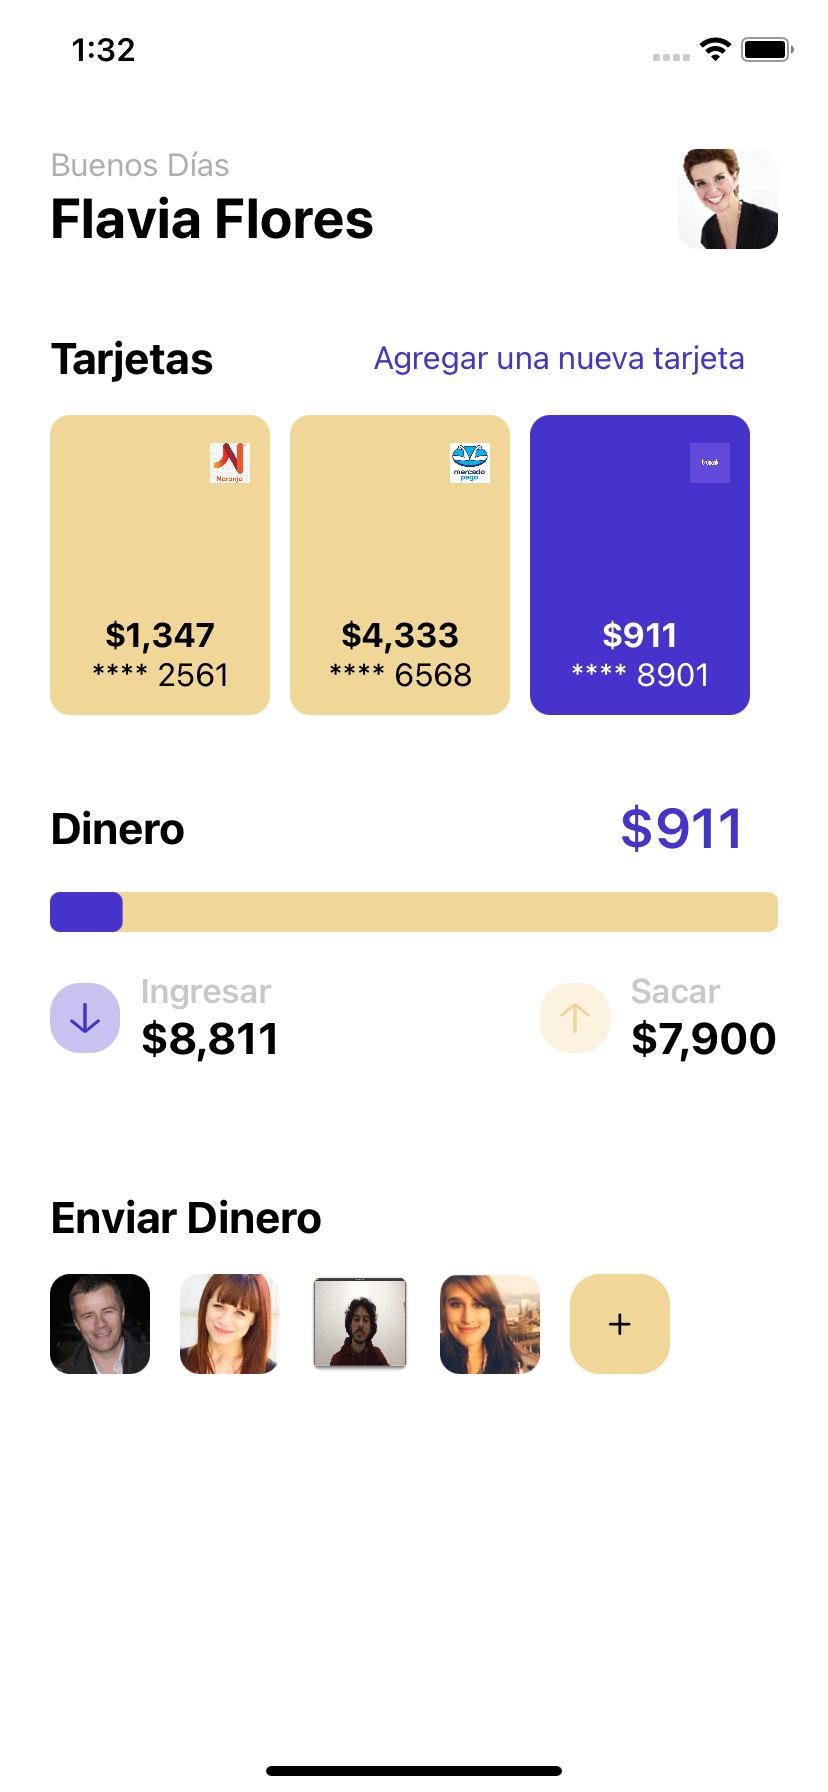 1:32
Buenos Días
Flavia Flores
Tarjetas
Agregar una nueva tarjeta
Naranja
mercado
pago
$1,347
**** 2561
$4,333
**** 6568
$911
**** 8901
Dinero
$911
Ingresar
$8,811
Sacar
$7,900
Enviar Dinero
+